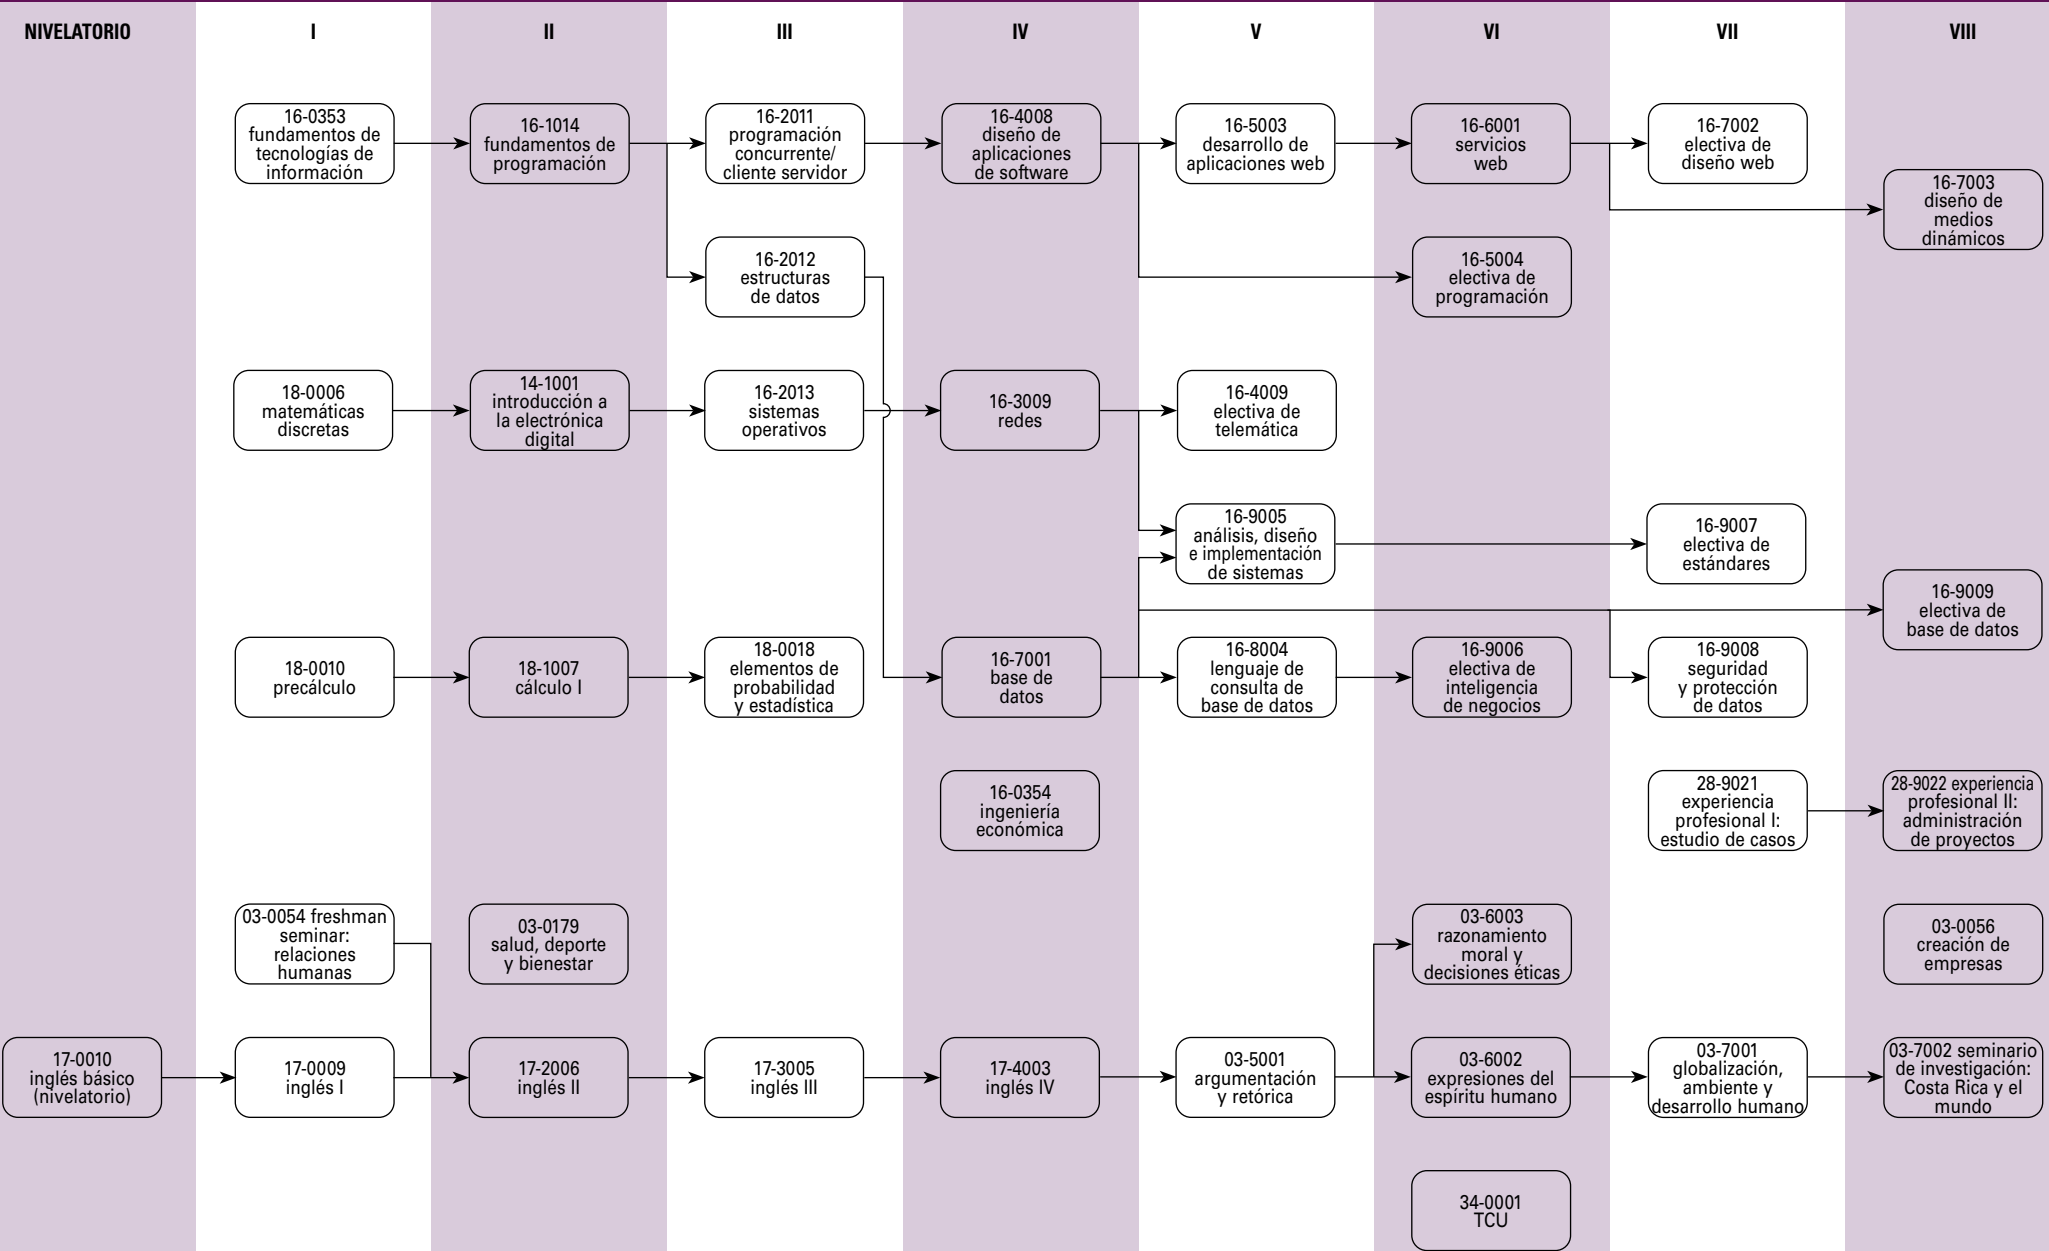 NIVELATORIO
I
II
III
IV
V
VI
VII
VIII
16-0353
fundamentos de
tecnologías de
información
16-1014
fundamentos de
programación
16-2011
programación
concurrente/
cliente servidor
16-4008
diseño de
aplicaciones
de software
16-5003
desarrollo de
aplicaciones web
16-6001
servicios
web
16-7002
electiva de
diseño web
16-7003
diseño de
medios
dinámicos
16-2012
estructuras
de datos
16-5004
electiva de
programación
18-0006
matemáticas
discretas
14-1001
introducción a
la electrónica
digital
16-2013
sistemas
operativos
16-3009
redes
16-4009
electiva de
telemática
16-9005
análisis, diseño
e implementación
de sistemas
16-9007
electiva de
estándares
16-9009
electiva de
base de datos
18-0010
precálculo
18-1007
cálculo I
18-0018
elementos de
probabilidad
y estadística
16-7001
base de
datos
16-8004
lenguaje de
consulta de
base de datos
16-9006
electiva de
inteligencia
de negocios
16-9008
seguridad
y protección
de datos
16-0354
ingeniería
económica
28-9021
experiencia
profesional I:
estudio de casos
28-9022 experiencia
profesional II:
administración
de proyectos
03-0054 freshman
seminar:
relaciones
humanas
03-0179
salud, deporte
y bienestar
03-6003
razonamiento
moral y
decisiones éticas
03-0056
creación de
empresas
17-0010
inglés básico
(nivelatorio)
17-0009
inglés I
17-2006
inglés II
17-3005
inglés III
17-4003
inglés IV
03-5001
argumentación
y retórica
03-6002
expresiones del
espíritu humano
03-7001
globalización,
ambiente y
desarrollo humano
03-7002 seminario
de investigación:
Costa Rica y el
mundo
34-0001
TCU